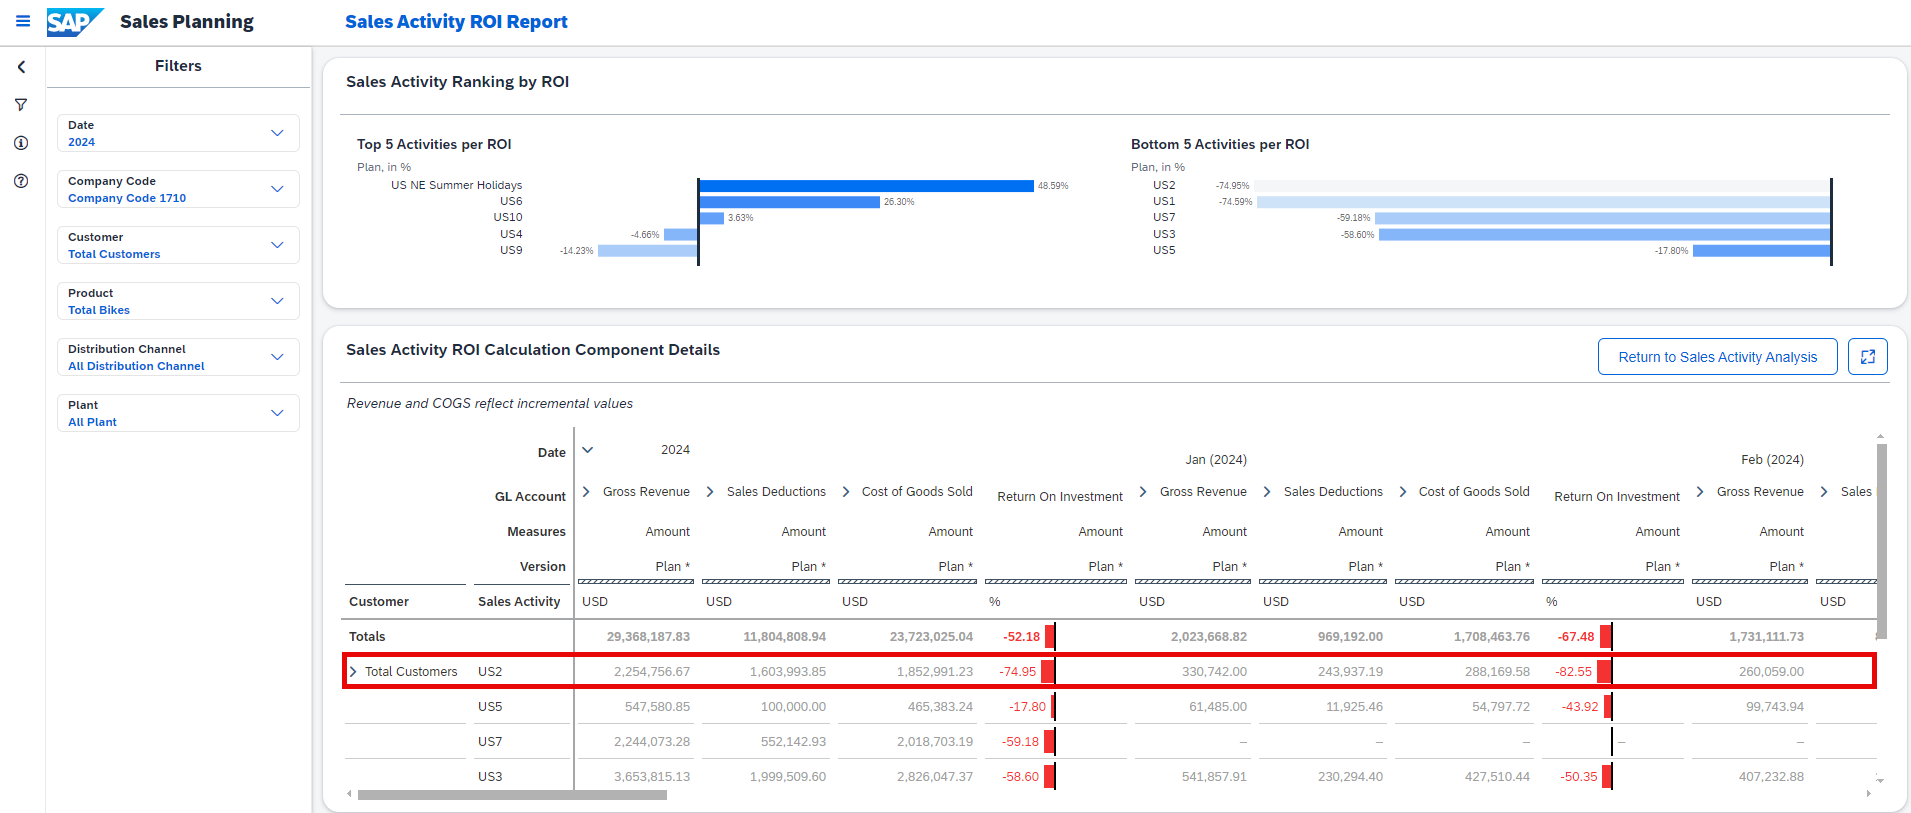 SAP Sales Planning
Sales Activity ROI Report
Filters
Date
2024
Company Code
Company Code 1710
Customer
Total Customers
Product
Total Bikes
Distribution Channel
All Distribution Channel
Plant
All Plant
Sales Activity Ranking by ROI
Top 5 Activities per ROI
Plan, in %
US NE Summer Holidays 48.59%
US6 26.30%
US10 3.63%
US4 -4.66%
US9 -14.23%
Bottom 5 Activities per ROI
Plan, in %
US2 -74.95%
US1 -74.59%
US7 -59.18%
US3 -58.60%
US5 -17.80%
Sales Activity ROI Calculation Component Details
Return to Sales Activity Analysis
Revenue and COGS reflect incremental values
Date 2024 Jan (2024) Feb (2024)
GL Account Gross Revenue Sales Deductions Cost of Goods Sold Return On Investment Gross Revenue Sales Deductions Cost of Goods Sold Return On Investment Gross Revenue Sales
Measures Amount Amount Amount Amount Amount Amount Amount Amount Amount
Version Plan * Plan * Plan * Plan * Plan * Plan * Plan * Plan * Plan *
Customer Sales Activity USD USD USD % USD USD USD % USD USD
Totals 29,368,187.83 11,804,808.94 23,723,025.04 -52.18 2,023,668.82 969,192.00 1,708,463.76 -67.48 1,731,111.73
Total Customers US2 2,254,756.67 1,603,993.85 1,852,991.23 -74.95 330,742.00 243,937.19 288,169.58 -82.55 260,059.00
US5 547,580.85 100,000.00 465,383.24 -17.80 61,485.00 11,925.46 54,797.72 -43.92 99,743.94
US7 2,244,073.28 552,142.93 2,018,703.19 -59.18 – – – – –
US3 3,653,815.13 1,999,509.60 2,826,047.37 -58.60 541,857.91 230,294.40 427,510.44 -50.35 407,232.88